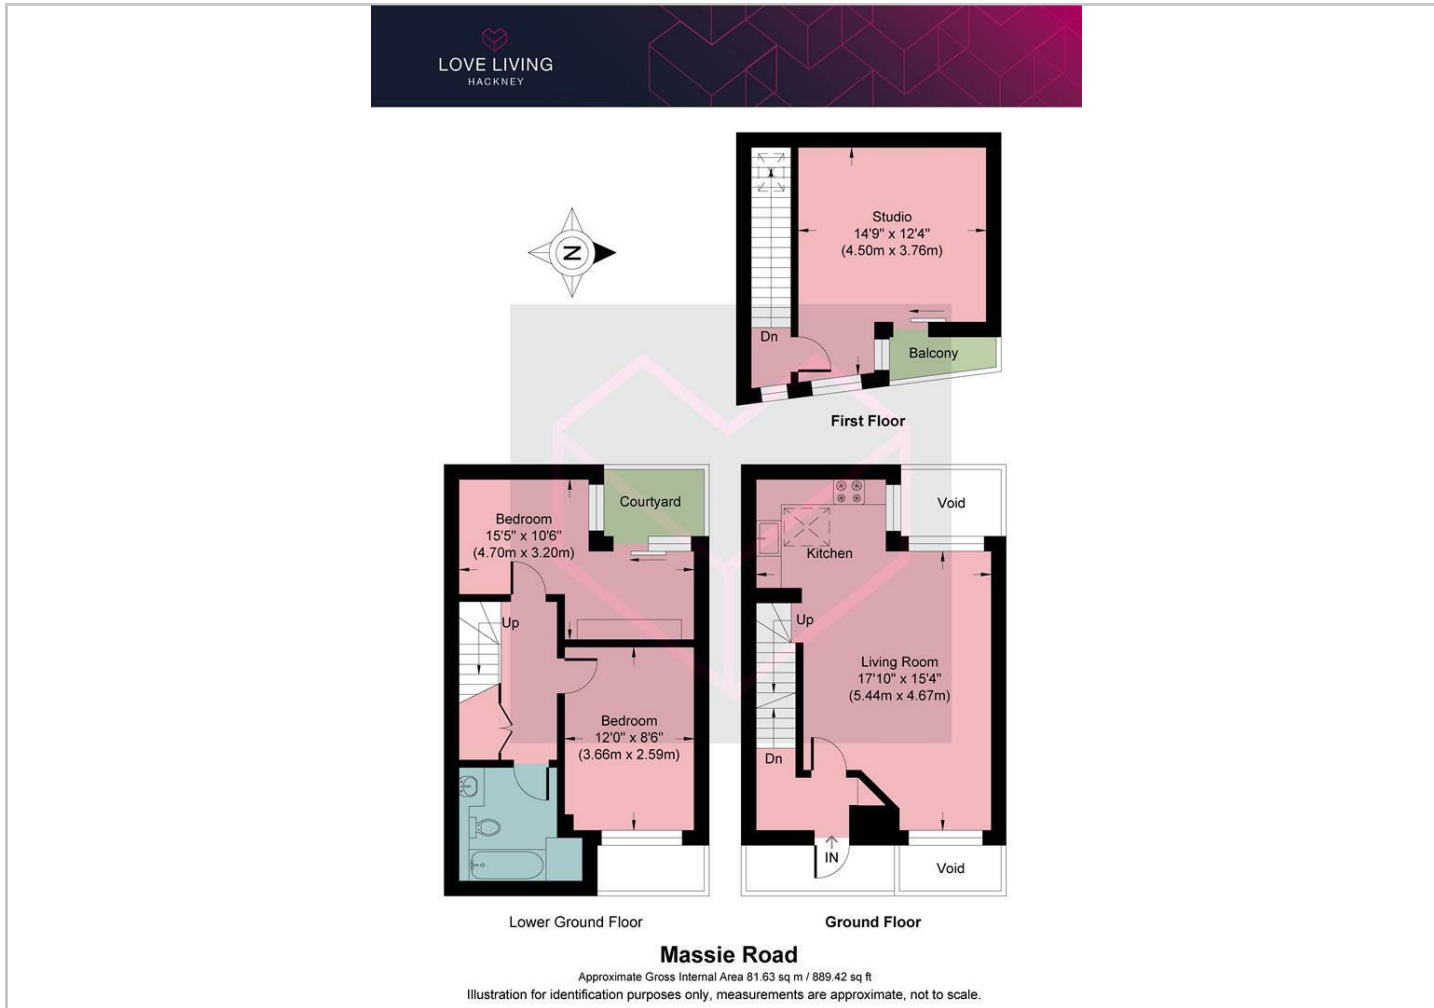 LOVE LIVING
HACKNEY
N
Studio
14'9" x 12'4"
(4.50m x 3.76m)
Dn
Balcony
First Floor
Courtyard
Bedroom
15'5" x 10'6"
(4.70m x 3.20m)
Up
Bedroom
12'0" x 8'6"
(3.66m x 2.59m)
Lower Ground Floor
Void
Kitchen
Up
Living Room
17'10" x 15'4"
(5.44m x 4.67m)
Dn
IN
Void
Ground Floor
Massie Road
Approximate Gross Internal Area 81.63 sq m / 889.42 sq ft
Illustration for identification purposes only, measurements are approximate, not to scale.